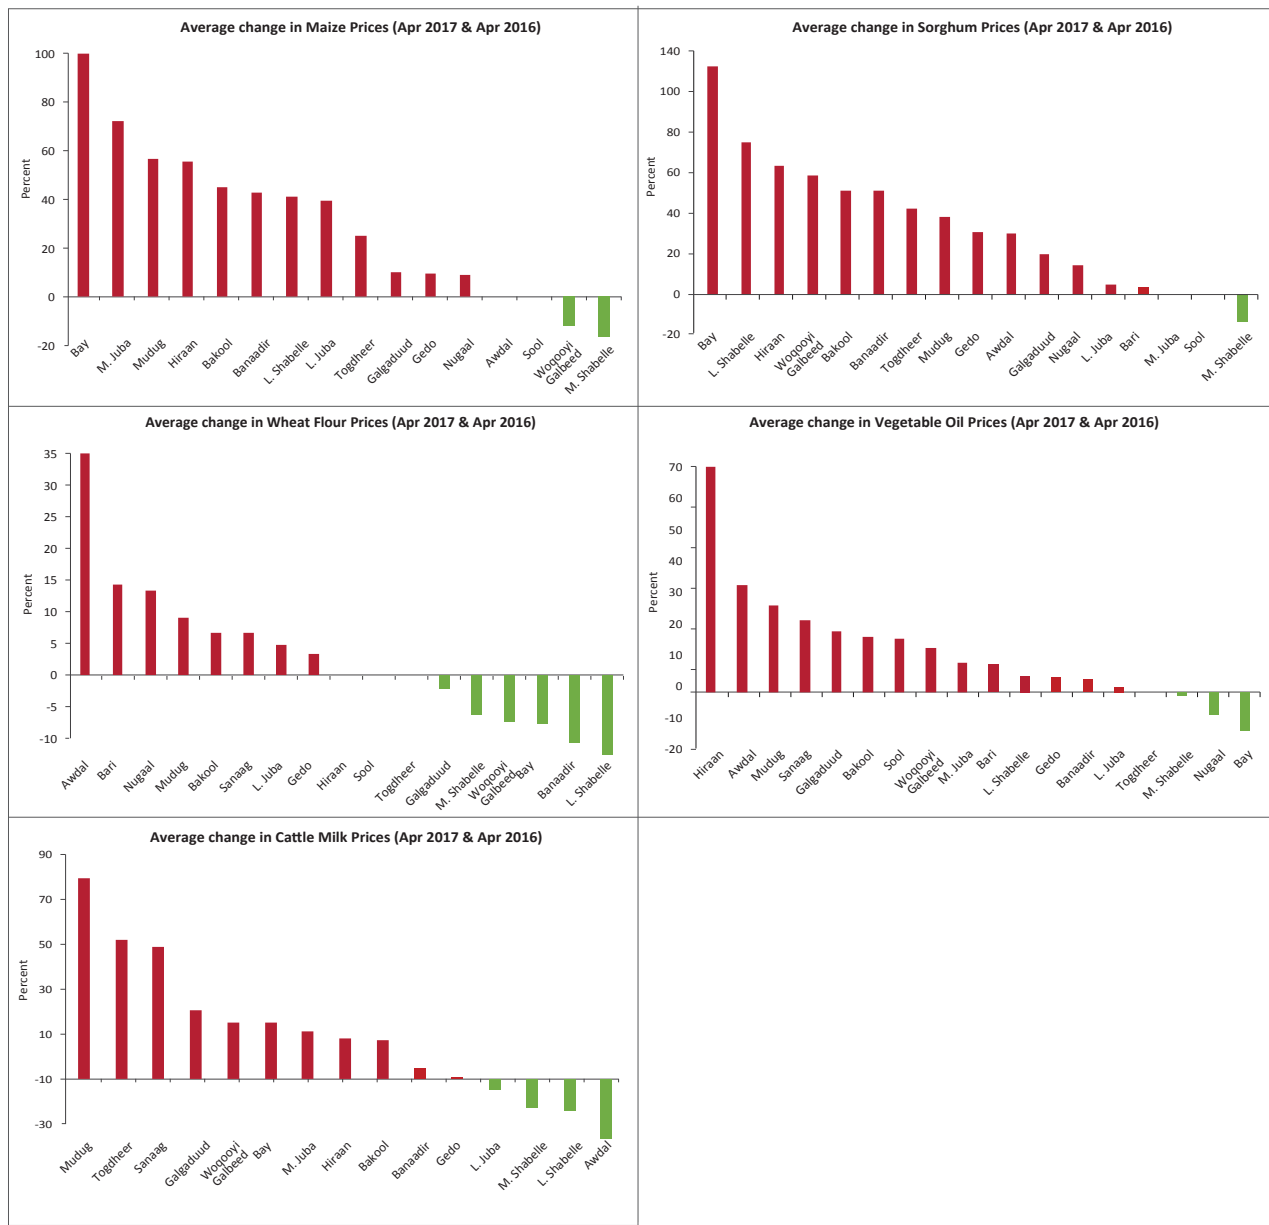 Average change in Maize Prices (Apr 2017 & Apr 2016)
Percent
100
80
60
40
20
0
-20
Bay
M. Juba
Mudug
Hiraan
Bakool
Banaadir
L. Shabelle
L. Juba
Togdheer
Galgaduud
Gedo
Nugaal
Awdal
Sool
Woqooyi
Galbeed
M. Shabelle
Average change in Sorghum Prices (Apr 2017 & Apr 2016)
Percent
140
100
80
60
40
20
0
-20
Bay
L. Shabelle
Hiraan
Woqooyi
Galbeed
Bakool
Banaadir
Togdheer
Mudug
Gedo
Awdal
Galgaduud
Nugaal
L. Juba
Bari
M. Juba
Sool
M. Shabelle
Average change in Wheat Flour Prices (Apr 2017 & Apr 2016)
Percent
35
30
25
20
15
10
5
0
-5
-10
Awdal
Bari
Nugaal
Mudug
Bakool
Sanaag
L. Juba
Gedo
Hiraan
Sool
Togdheer
Galgaduud
M. Shabelle
Woqooyi
Galbeed
Bay
Banaadir
L. Shabelle
Average change in Vegetable Oil Prices (Apr 2017 & Apr 2016)
Percent
70
60
50
40
30
20
10
0
-10
-20
Hiraan
Awdal
Mudug
Sanaag
Galgaduud
Bakool
Sool
Woqooyi
Galbeed
M. Juba
Bari
L. Shabelle
Gedo
Banaadir
L. Juba
Togdheer
M. Shabelle
Nugaal
Bay
Average change in Cattle Milk Prices (Apr 2017 & Apr 2016)
Percent
90
70
50
30
10
-10
-30
Mudug
Togdheer
Sanaag
Galgaduud
Woqooyi
Galbeed
Bay
M. Juba
Hiraan
Bakool
Banaadir
Gedo
L. Juba
M. Shabelle
L. Shabelle
Awdal